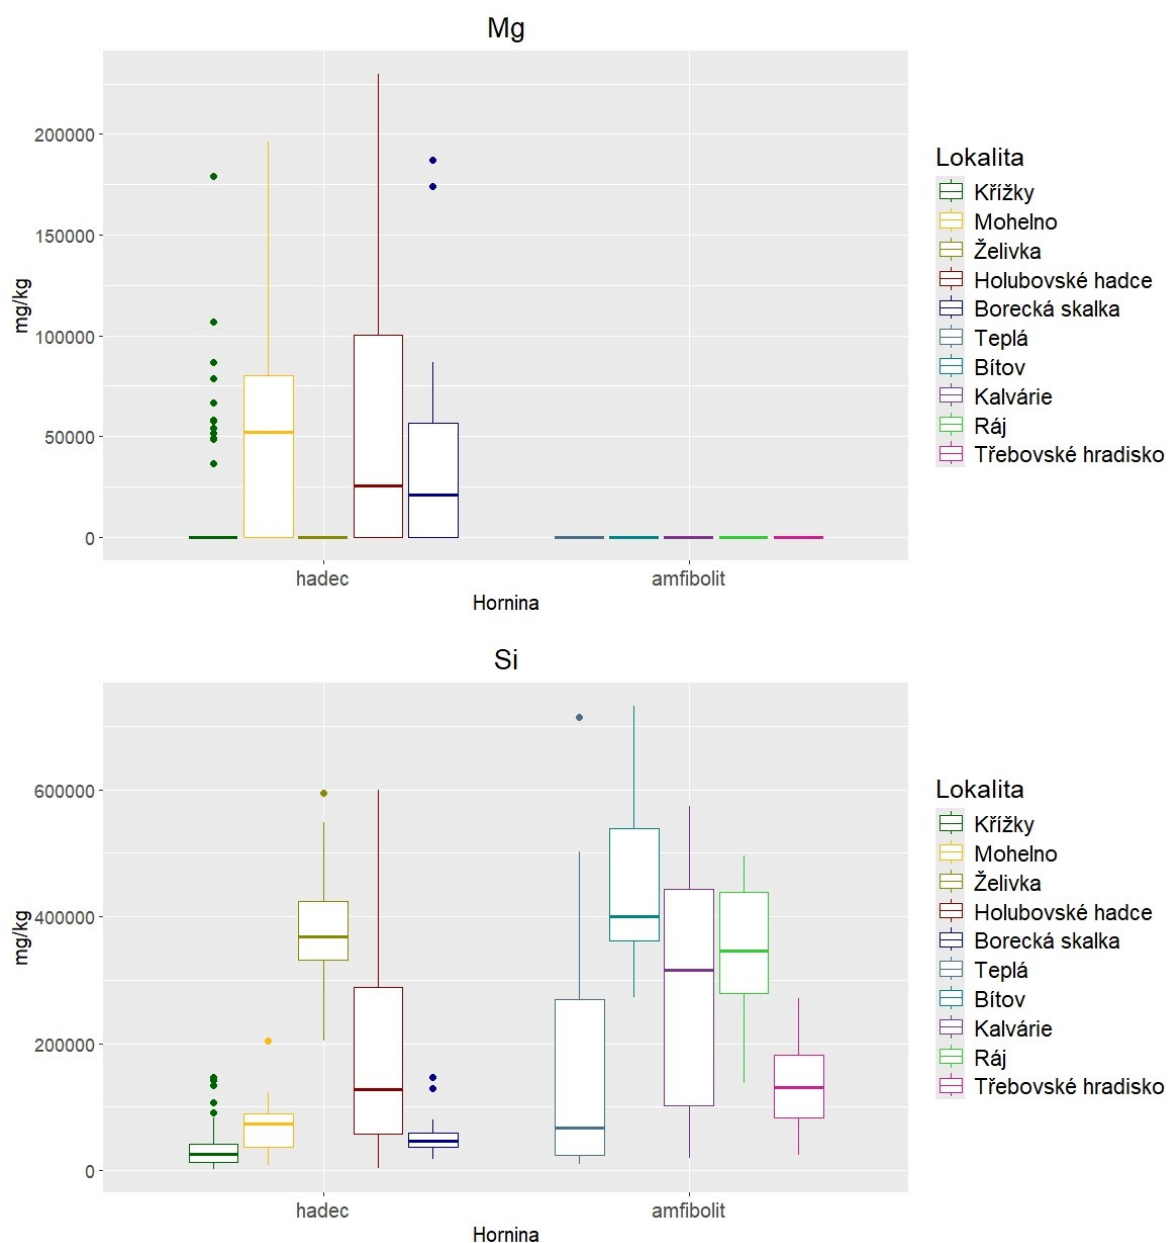 Mg
200000
150000
100000
50000
0
mg/kg
hadec
amfibolit
Hornina
Lokalita
Křížky
Mohelno
Želivka
Holubovské hadce
Borecká skalka
Teplá
Bítov
Kalvárie
Ráj
Třebovské hradisko
Si
600000
400000
200000
0
mg/kg
hadec
amfibolit
Hornina
Lokalita
Křížky
Mohelno
Želivka
Holubovské hadce
Borecká skalka
Teplá
Bítov
Kalvárie
Ráj
Třebovské hradisko